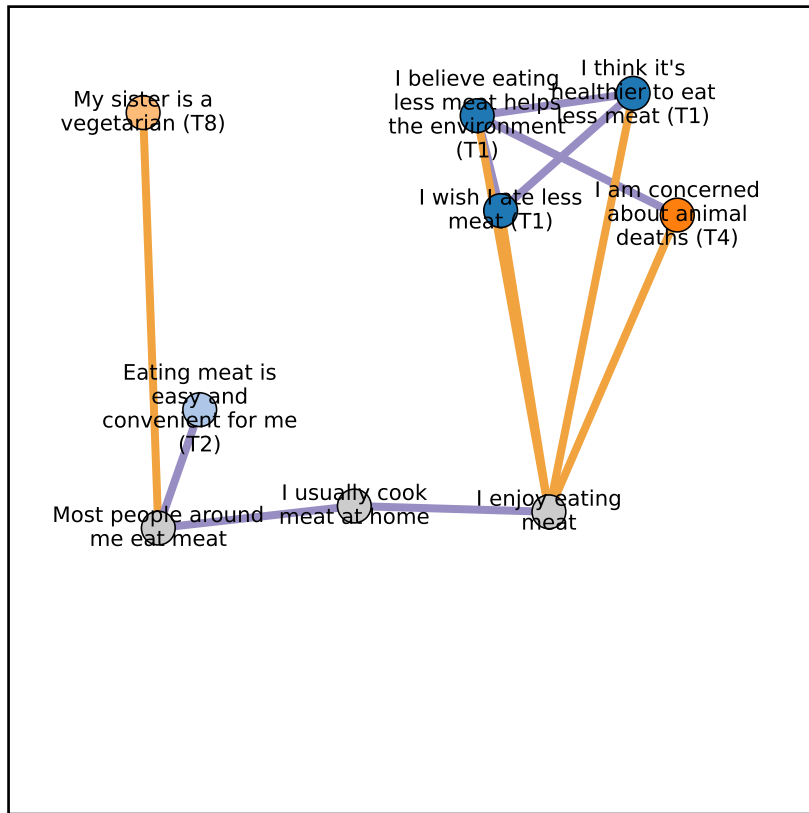 My sister is a
vegetarian (T8)
I believe eating
less meat helps
the environment
(T1)
I think it's
healthier to eat
less meat (T1)
I wish I ate less
meat (T1)
I am concerned
about animal
deaths (T4)
Eating meat is
easy and
convenient for me
(T2)
Most people around
me eat meat
I usually cook
meat at home
I enjoy eating
meat